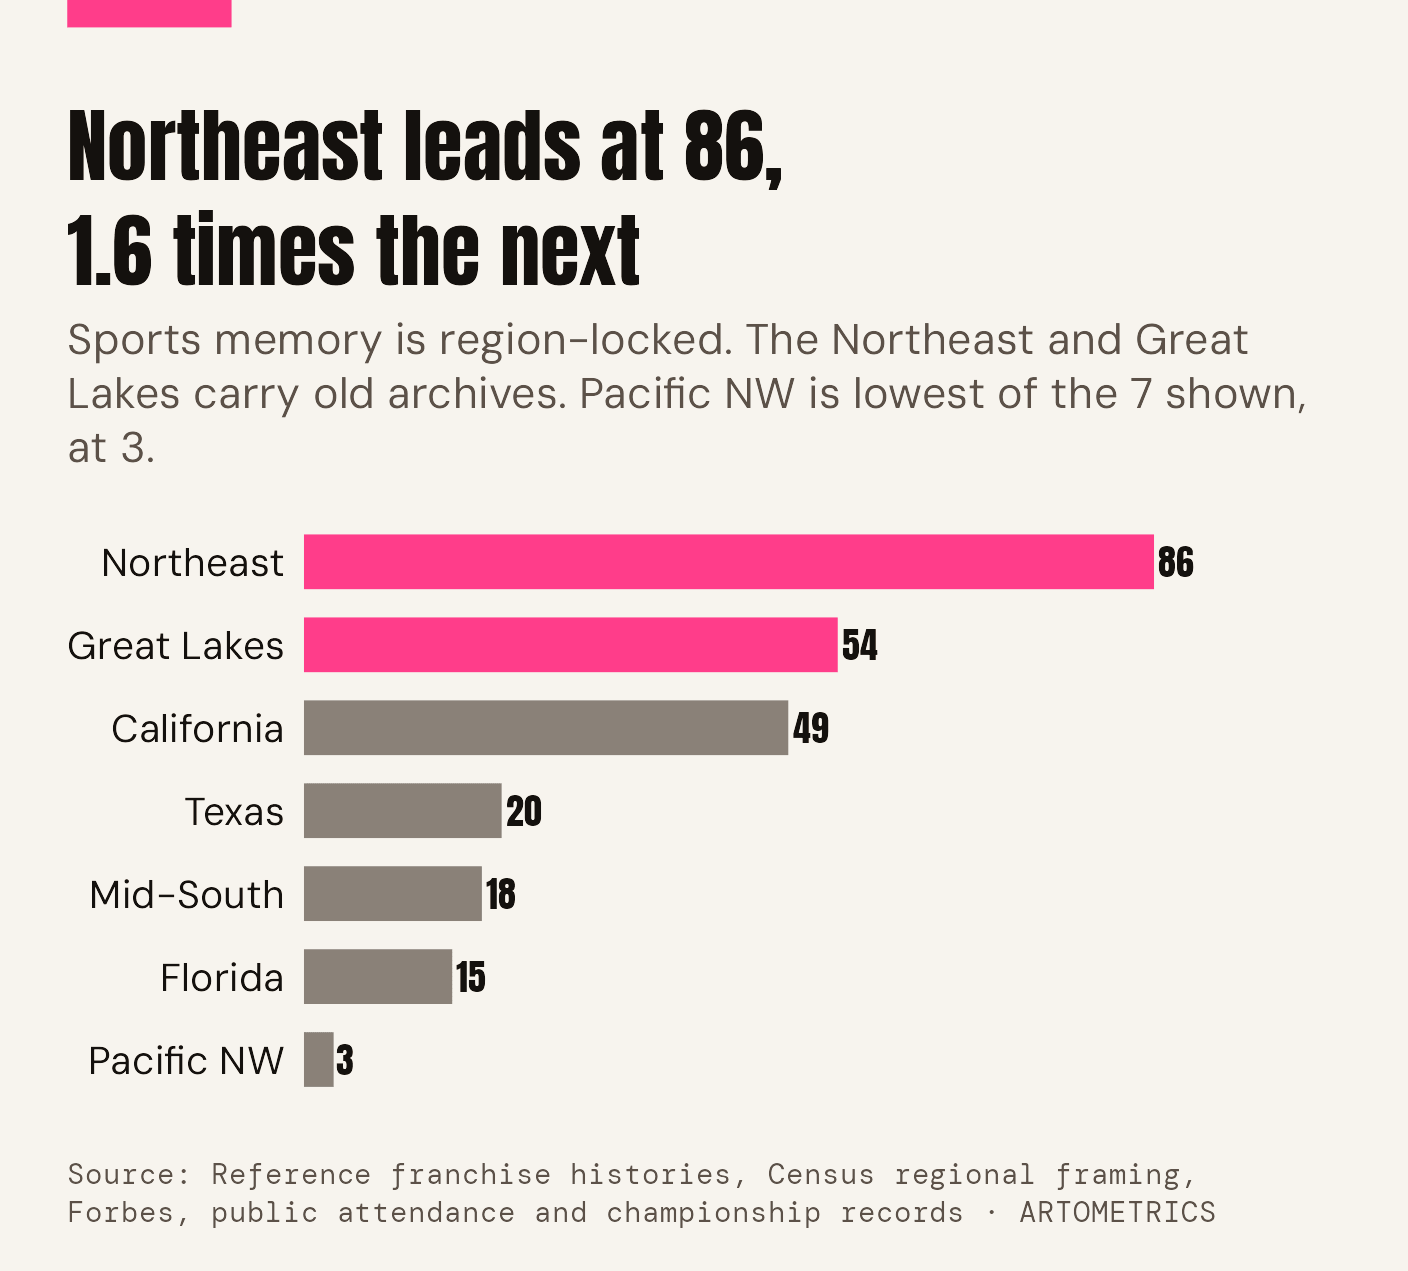 Northeast leads at 86,
1.6 times the next
Sports memory is region-locked. The Northeast and Great
Lakes carry old archives. Pacific NW is lowest of the 7 shown,
at 3.
Northeast 86
Great Lakes 54
California 49
Texas 20
Mid-South 18
Florida 15
Pacific NW 3
Source: Reference franchise histories, Census regional framing,
Forbes, public attendance and championship records · ARTOMETRICS